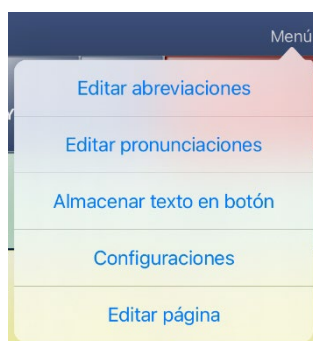 Menú
Y
Editar abreviaciones
Editar pronunciaciones
Almacenar texto en botón
Configuraciones
Editar página